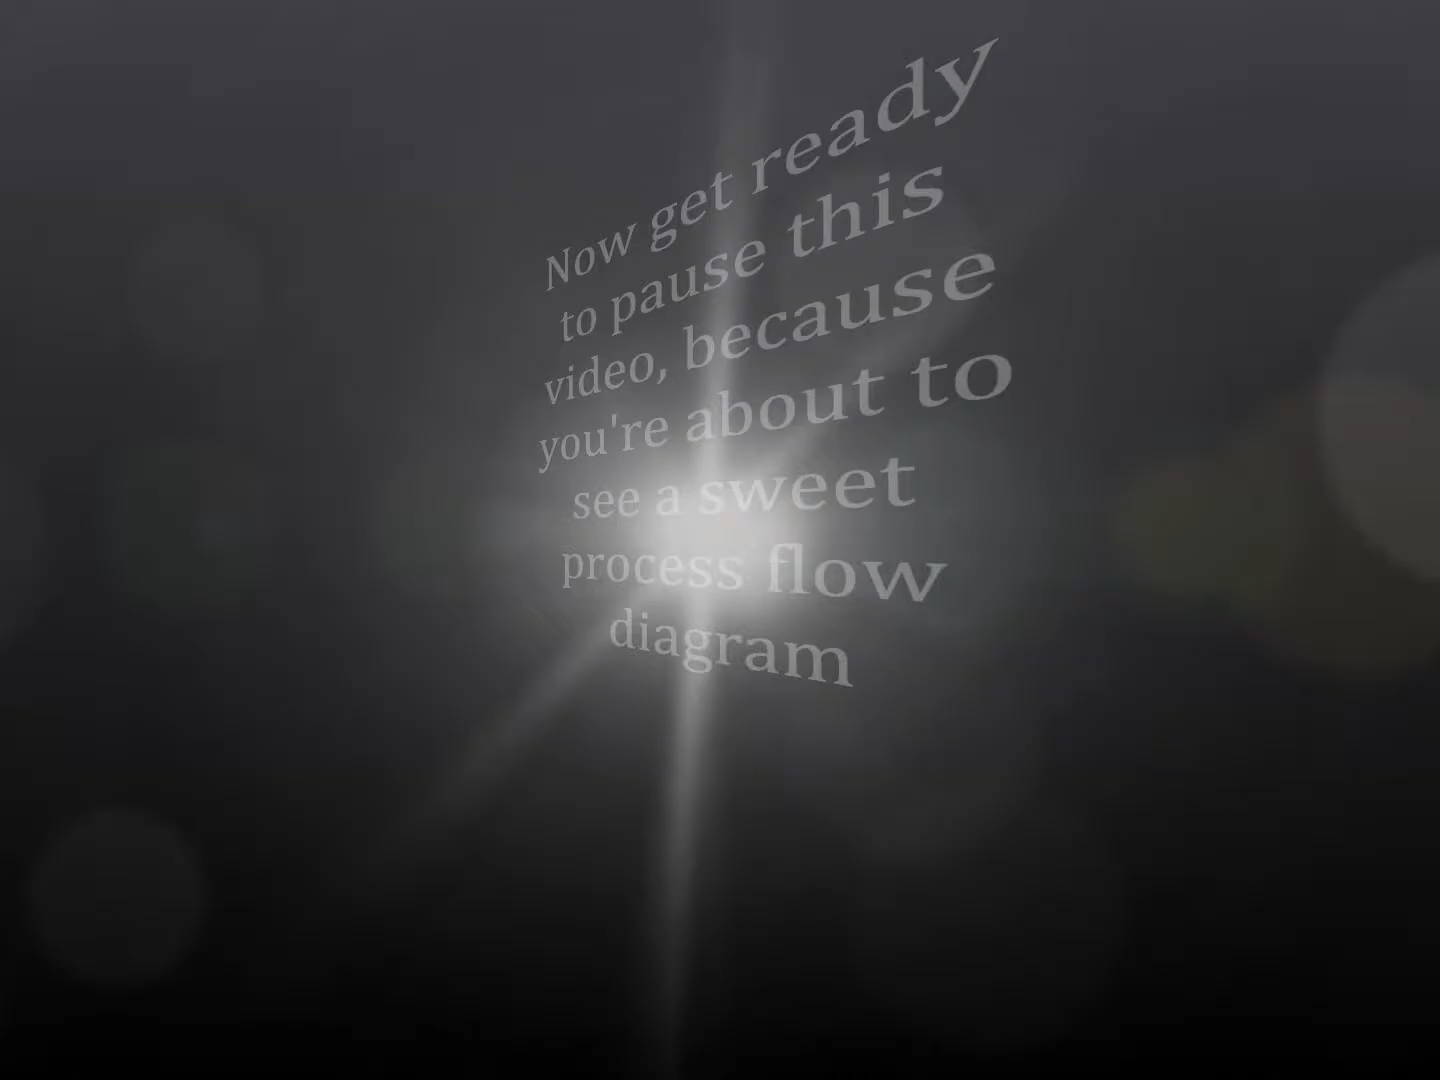 Now get ready
to pause this
video, because
you're about to
see a sweet
process flow
diagram